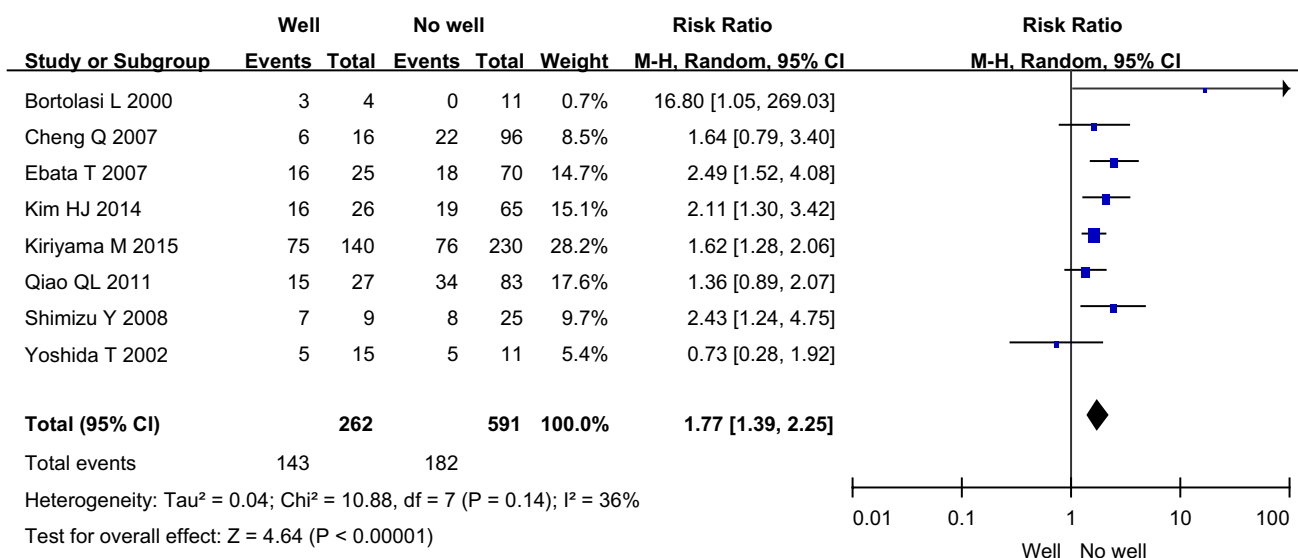 Well No well Risk Ratio Risk Ratio
Study or Subgroup Events Total Events Total Weight M-H, Random, 95% CI M-H, Random, 95% CI
Bortolasi L 2000 3 4 0 11 0.7% 16.80 [1.05, 269.03]
Cheng Q 2007 6 16 22 96 8.5% 1.64 [0.79, 3.40]
Ebata T 2007 16 25 18 70 14.7% 2.49 [1.52, 4.08]
Kim HJ 2014 16 26 19 65 15.1% 2.11 [1.30, 3.42]
Kiriyama M 2015 75 140 76 230 28.2% 1.62 [1.28, 2.06]
Qiao QL 2011 15 27 34 83 17.6% 1.36 [0.89, 2.07]
Shimizu Y 2008 7 9 8 25 9.7% 2.43 [1.24, 4.75]
Yoshida T 2002 5 15 5 11 5.4% 0.73 [0.28, 1.92]
Total (95% CI) 262 591 100.0% 1.77 [1.39, 2.25]
Total events 143 182
Heterogeneity: Tau² = 0.04; Chi² = 10.88, df = 7 (P = 0.14); I² = 36%
Test for overall effect: Z = 4.64 (P < 0.00001)
0.01 0.1 1 10 100
Well No well